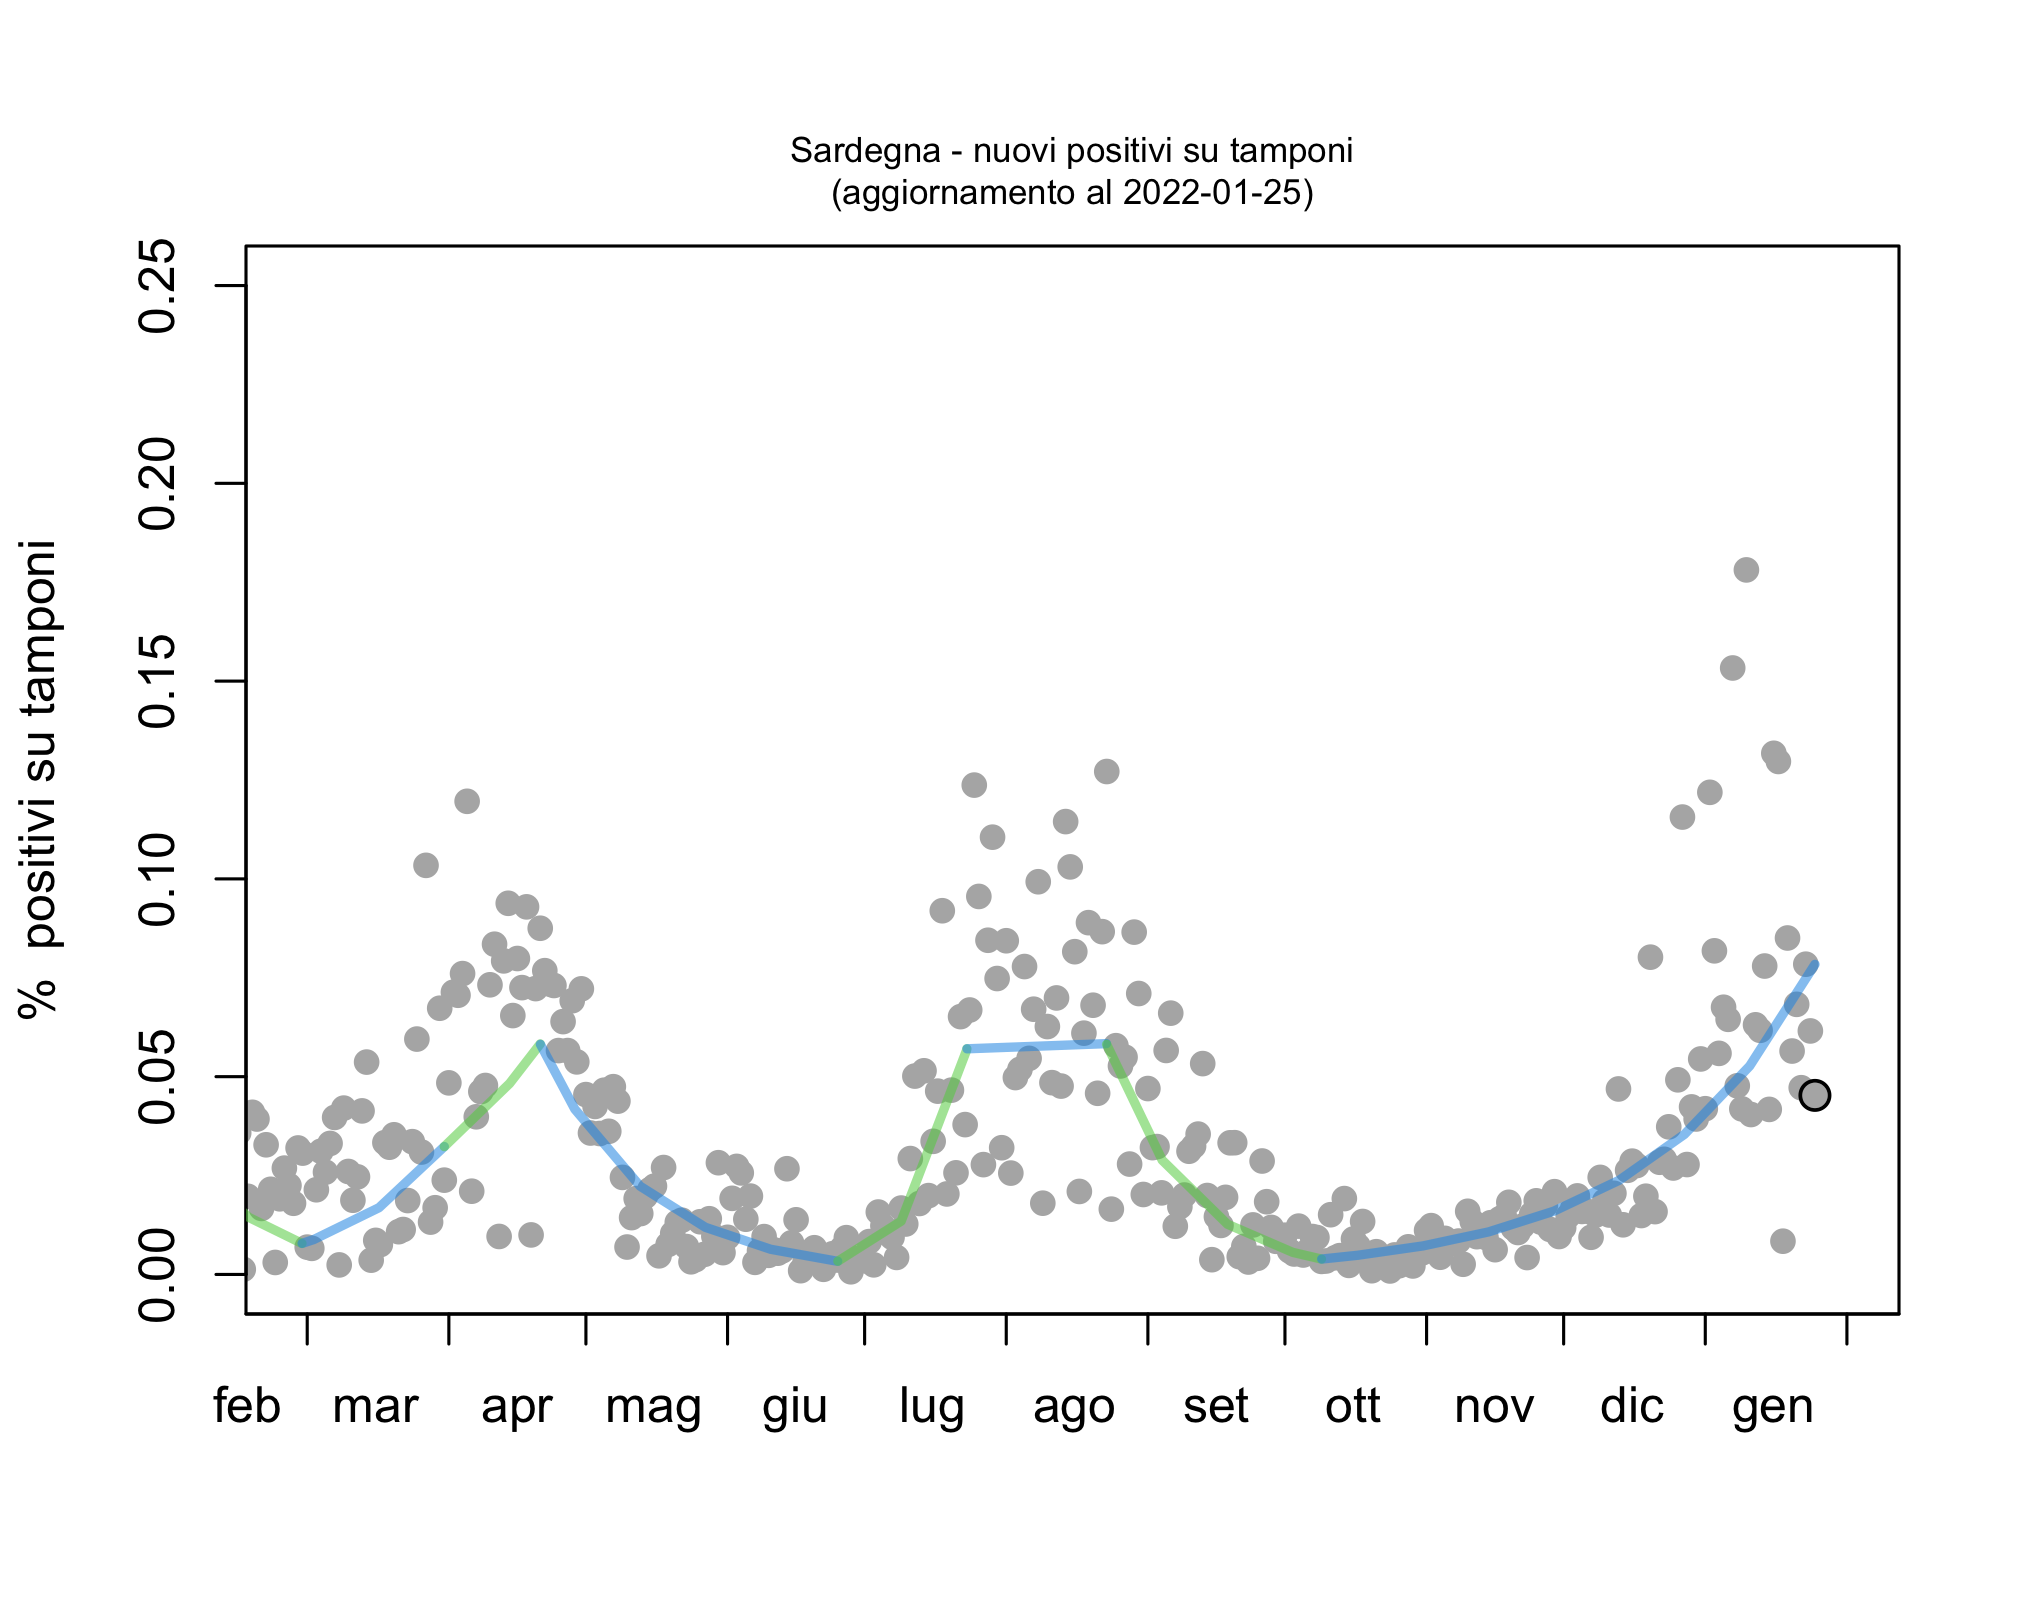 Sardegna - nuovi positivi su tamponi
(aggiornamento al 2022-01-25)
% positivi su tamponi
0.25
0.20
0.15
0.10
0.05
0.00
feb mar apr mag giu lug ago set ott nov dic gen